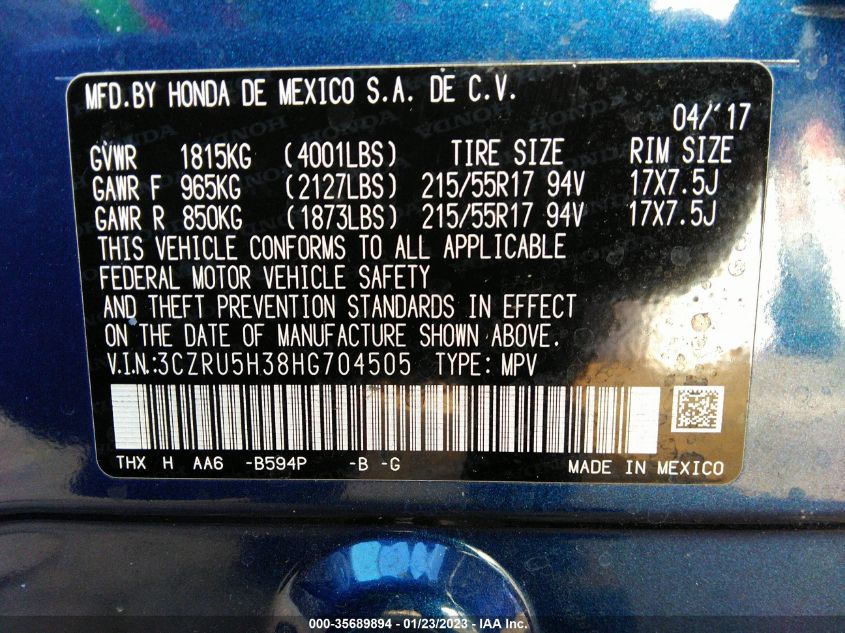 MFD.BY HONDA DE MEXICO S.A. DE C.V.
04/'17
GVWR 1815KG (4001LBS) TIRE SIZE RIM SIZE
GAWR F 965KG (2127LBS) 215/55R17 94V 17X7.5J
GAWR R 850KG (1873LBS) 215/55R17 94V 17X7.5J
THIS VEHICLE CONFORMS TO ALL APPLICABLE
FEDERAL MOTOR VEHICLE SAFETY
AND THEFT PREVENTION STANDARDS IN EFFECT
ON THE DATE OF MANUFACTURE SHOWN ABOVE.
V.I.N.:3CZRU5H38HG704505 TYPE: MPV
THX H AA6 -B594P -B -G MADE IN MEXICO
000-35689894 - 01/23/2023 - IAA Inc.